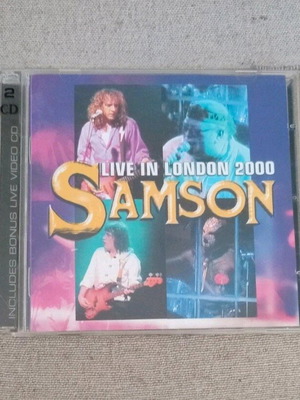 2
CD
INCLUDES BONUS LIVE VIDEO CD
LIVE IN LONDON 2000
SAMSON